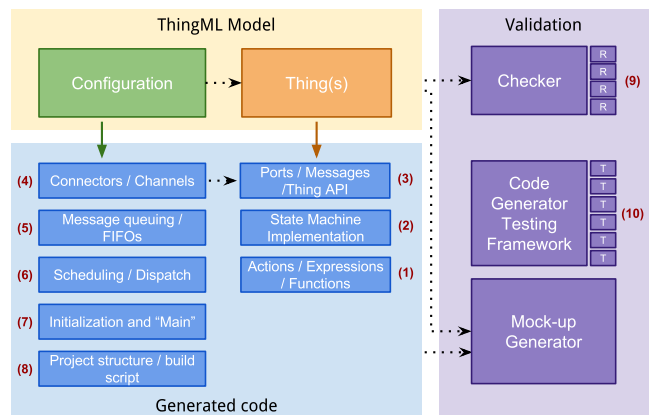 ThingML Model
Configuration
Thing(s)
(4)
Connectors / Channels
Ports / Messages
/Thing API
(3)
(5)
Message queuing /
FIFOs
State Machine
Implementation
(2)
(6)
Scheduling / Dispatch
Actions / Expressions
/ Functions
(1)
(7)
Initialization and “Main”
(8)
Project structure / build
script
Generated code
Validation
Checker
R
R
R
R
(9)
Code
Generator
Testing
Framework
T
T
T
T
T
T
(10)
Mock-up
Generator